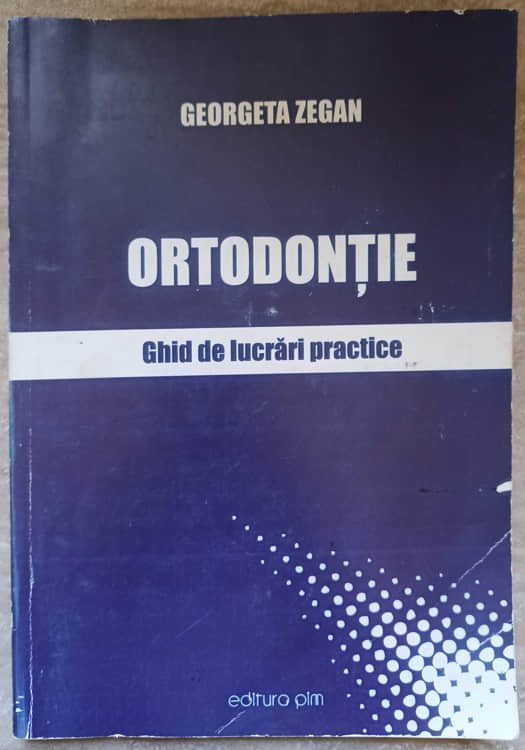 GEORGETA ZEGAN
ORTODONȚIE
Ghid de lucrări practice
editura pim